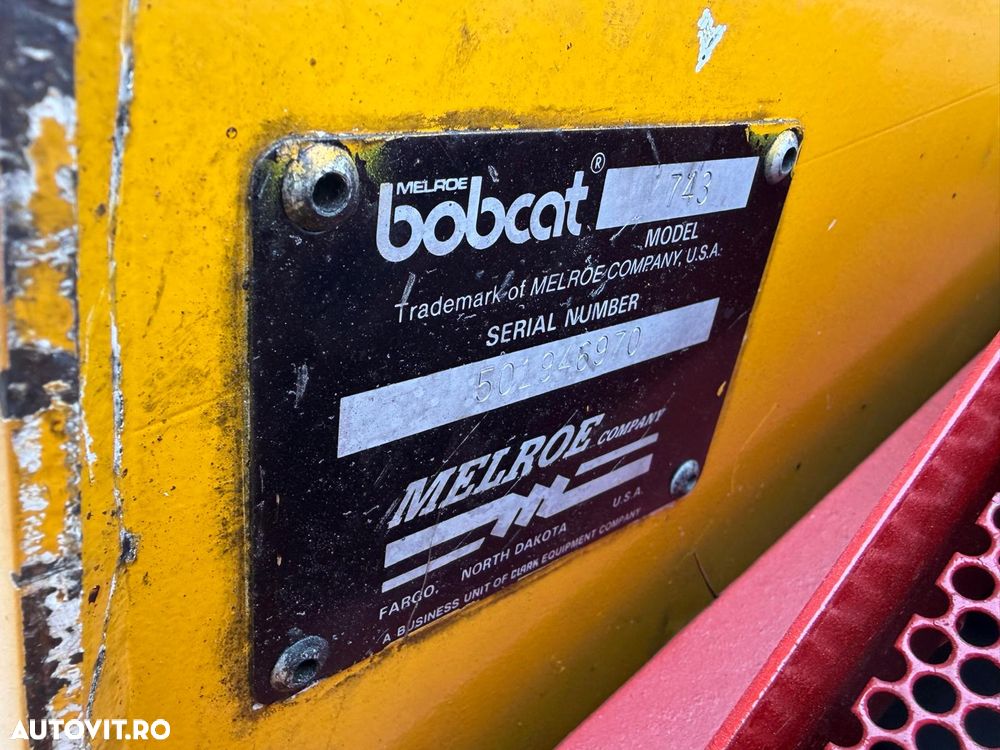 MELROE
bobcat® 743
MODEL
Trademark of MELROE COMPANY, U.S.A.
SERIAL NUMBER
501946970
MELROE COMPANY
FARGO, NORTH DAKOTA U.S.A.
A BUSINESS UNIT OF CLARK EQUIPMENT COMPANY
AUTOVIT.RO